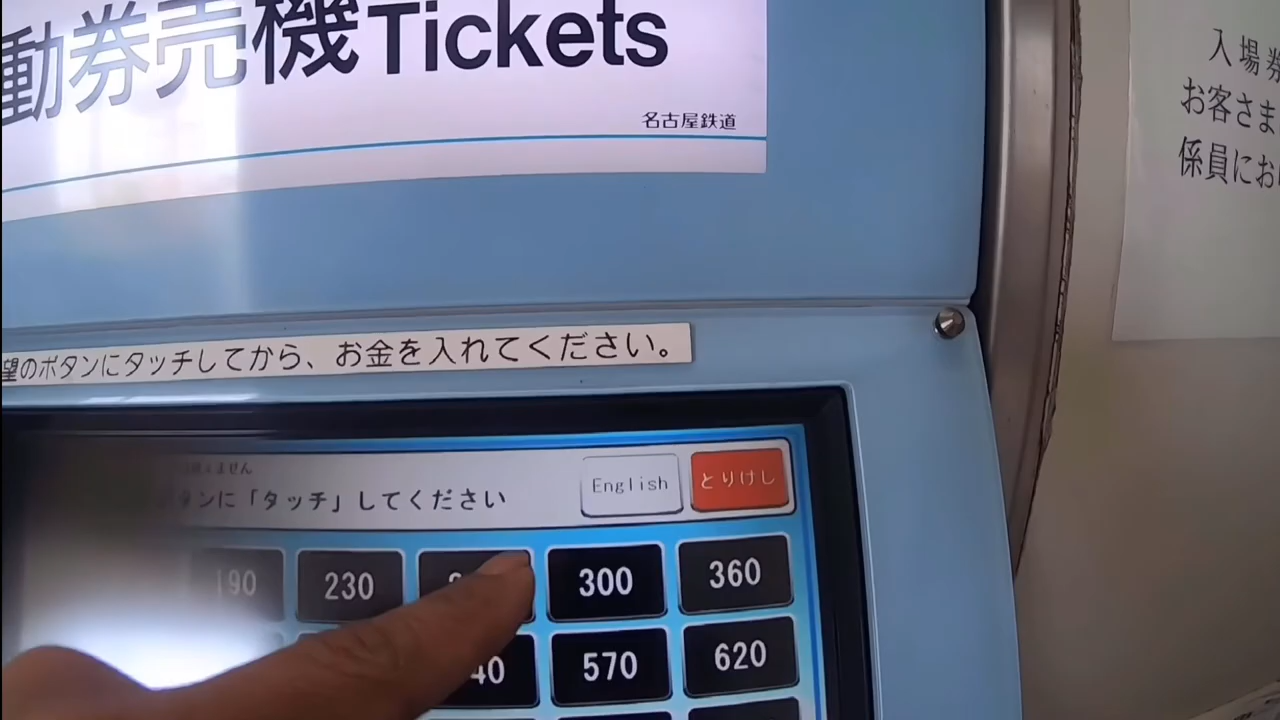 動券売機Tickets
名古屋鉄道
入場券
お客さま
係員にお
望のボタンにタッチしてから、お金を入れてください。
タンに「タッチ」してください
English
とりけし
190 230 300 360
40 570 620